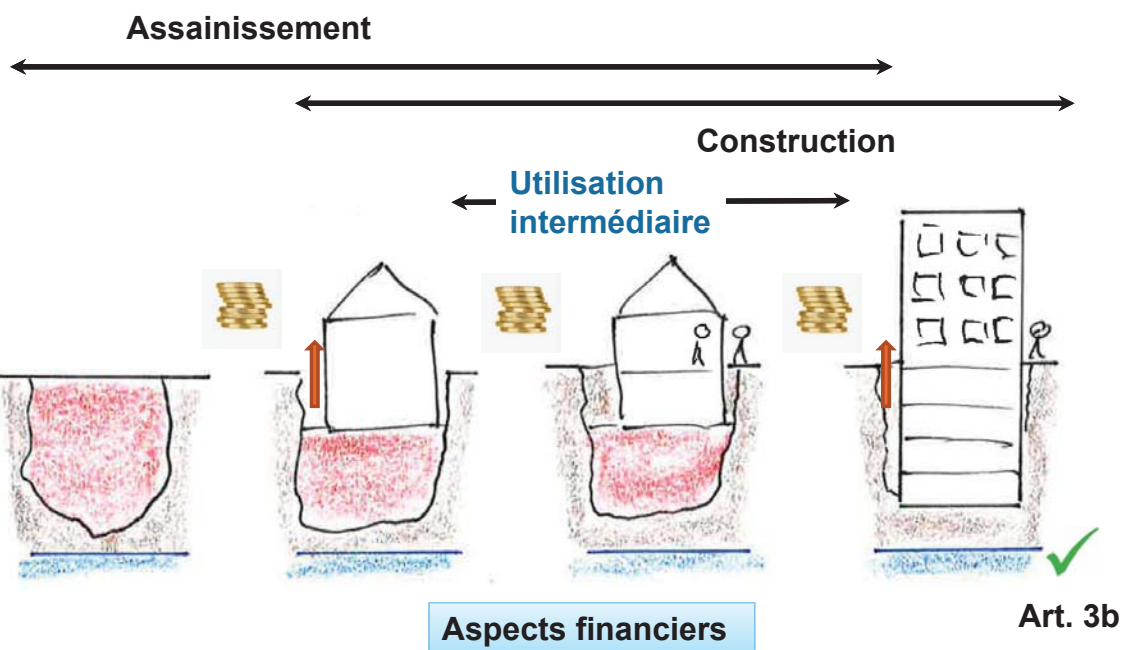 Assainissement
Construction
Utilisation
intermédiaire
Aspects financiers
Art. 3b